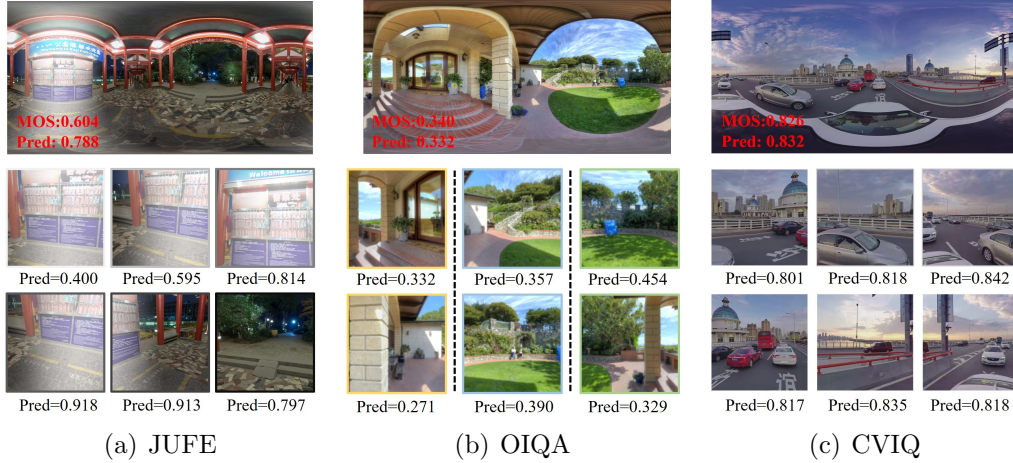 MOS:0.604
Pred: 0.788
MOS:0.340
Pred: 0.332
MOS:0.826
Pred: 0.832
Welcome to
Pred=0.400 Pred=0.595 Pred=0.814
Pred=0.332 Pred=0.357 Pred=0.454
Pred=0.801 Pred=0.818 Pred=0.842
Pred=0.918 Pred=0.913 Pred=0.797
Pred=0.271 Pred=0.390 Pred=0.329
Pred=0.817 Pred=0.835 Pred=0.818
(a) JUFE
(b) OIQA
(c) CVIQ